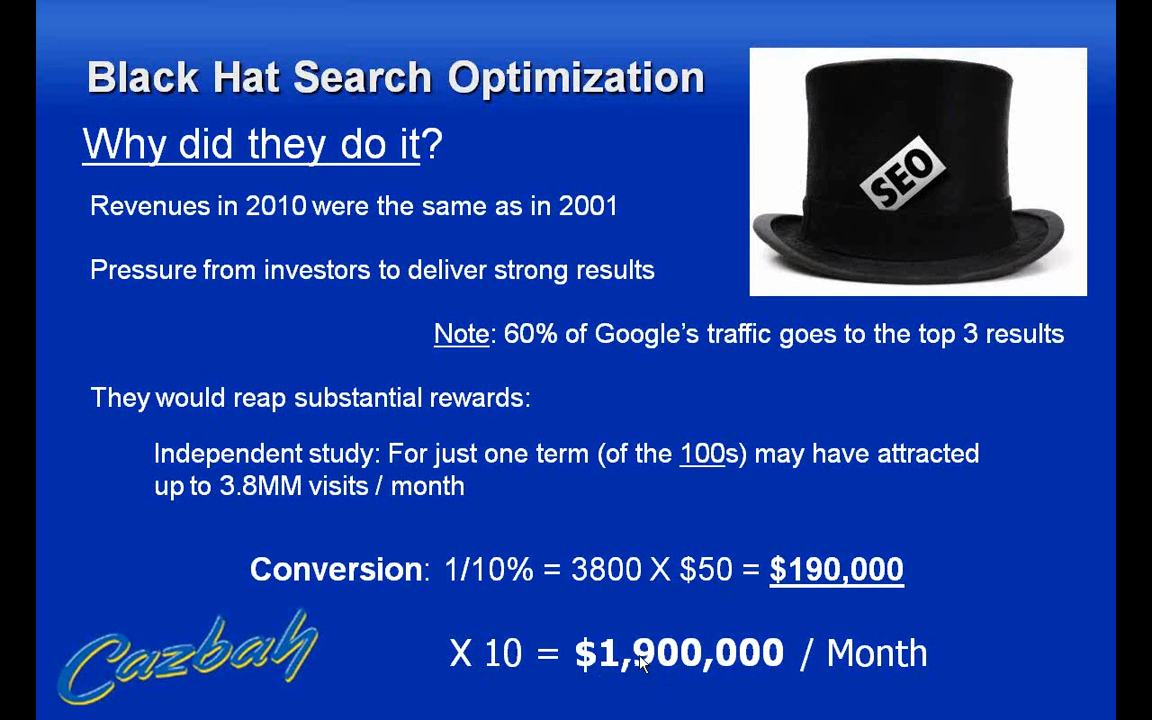 Black Hat Search Optimization
Why did they do it?
SEO
Revenues in 2010 were the same as in 2001
Pressure from investors to deliver strong results
Note: 60% of Google’s traffic goes to the top 3 results
They would reap substantial rewards:
Independent study: For just one term (of the 100s) may have attracted
up to 3.8MM visits / month
Conversion: 1/10% = 3800 X $50 = $190,000
X 10 = $1,900,000 / Month
Cazbah